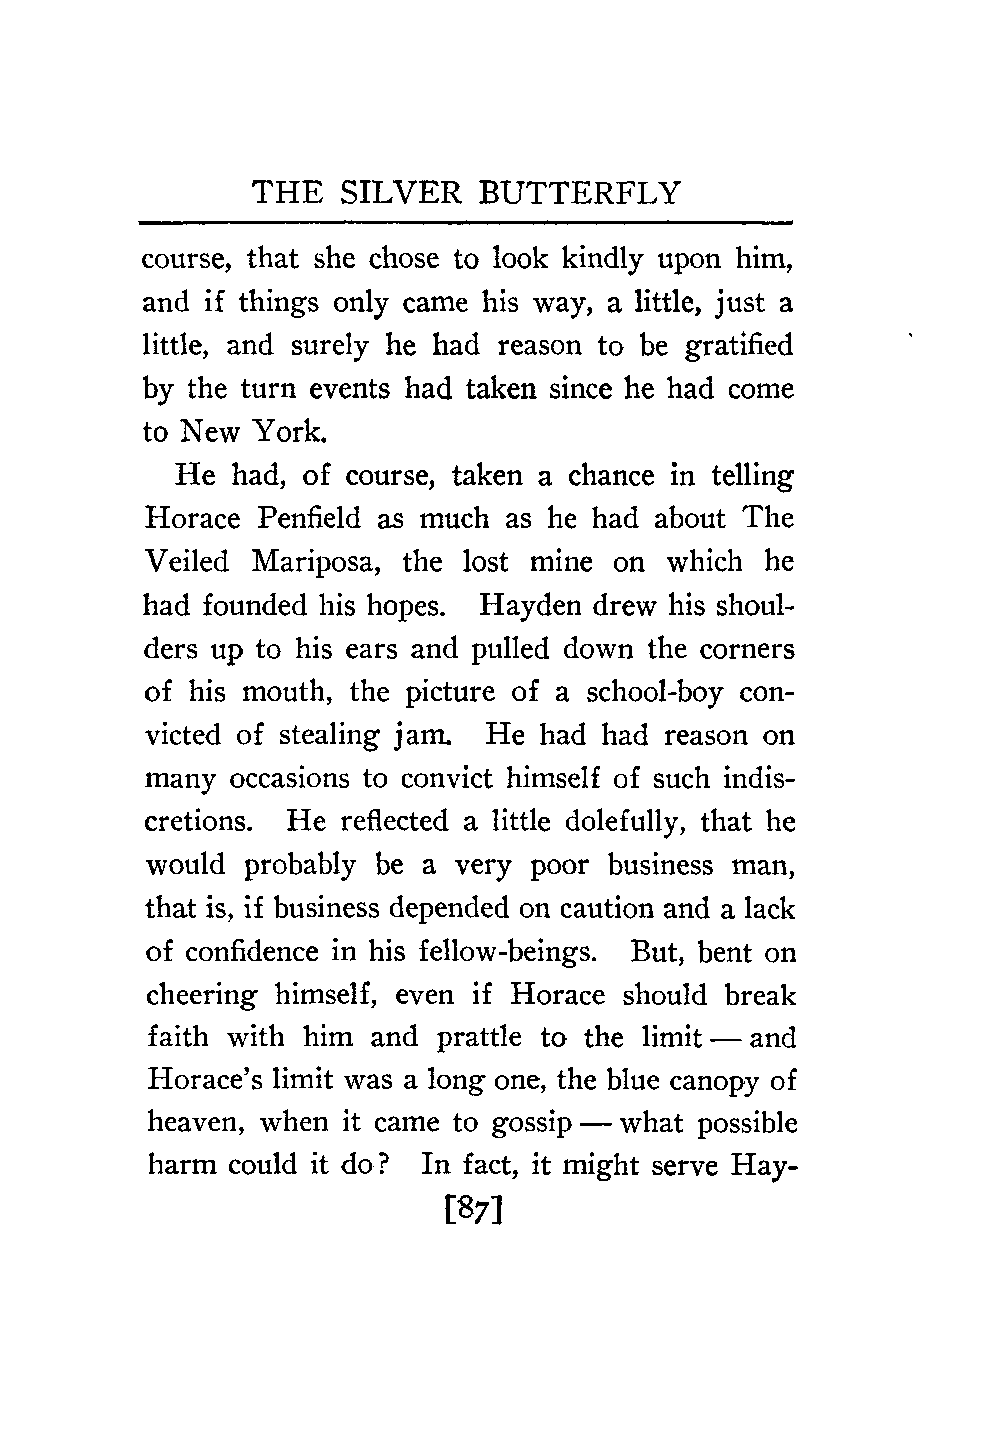 THE SILVER BUTTERFLY
course, that she chose to look kindly upon him,
and if things only came his way, a little, just a
little, and surely he had reason to be gratified
by the turn events had taken since he had come
to New York.
He had, of course, taken a chance in telling
Horace Penfield as much as he had about The
Veiled Mariposa, the lost mine on which he
had founded his hopes. Hayden drew his shoul-
ders up to his ears and pulled down the corners
of his mouth, the picture of a school-boy con-
victed of stealing jam. He had had reason on
many occasions to convict himself of such indis-
cretions. He reflected a little dolefully, that he
would probably be a very poor business man,
that is, if business depended on caution and a lack
of confidence in his fellow-beings. But, bent on
cheering himself, even if Horace should break
faith with him and prattle to the limit — and
Horace's limit was a long one, the blue canopy of
heaven, when it came to gossip — what possible
harm could it do? In fact, it might serve Hay-
[87]